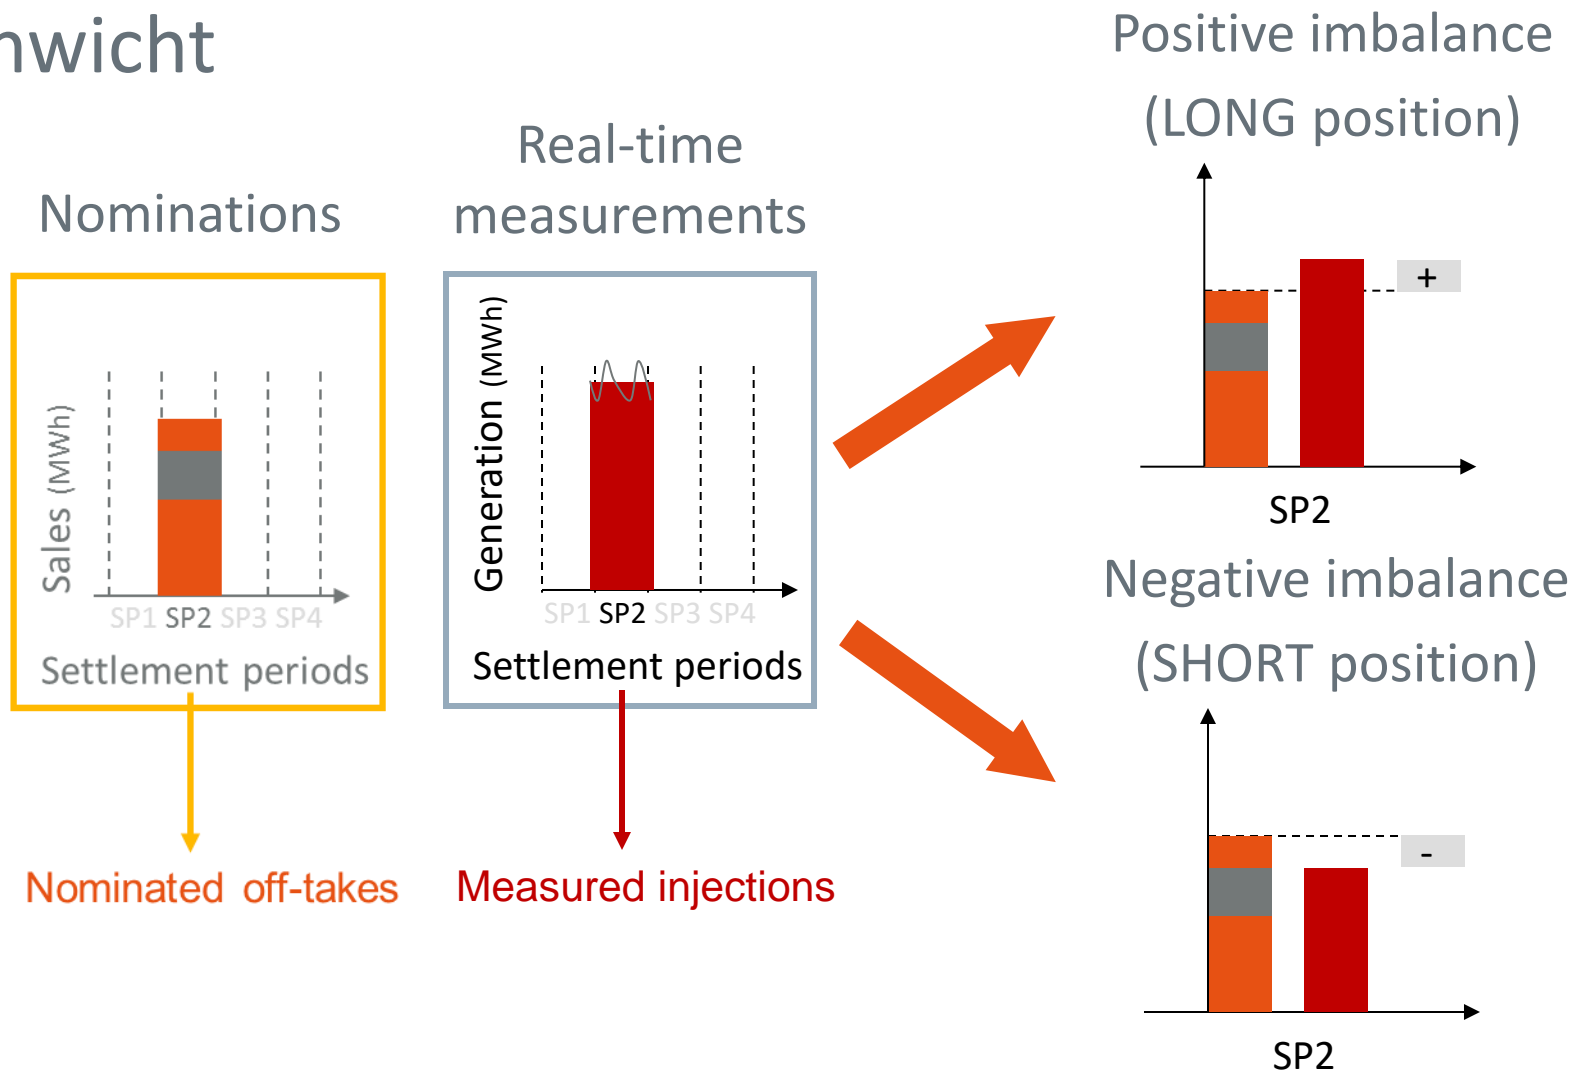 nwicht
Nominations
Sales (MWh)
SP1 SP2 SP3 SP4
Settlement periods
Nominated off-takes
Real-time
measurements
Generation (MWh)
SP1 SP2 SP3 SP4
Settlement periods
Measured injections
Positive imbalance
(LONG position)
+
SP2
Negative imbalance
(SHORT position)
-
SP2